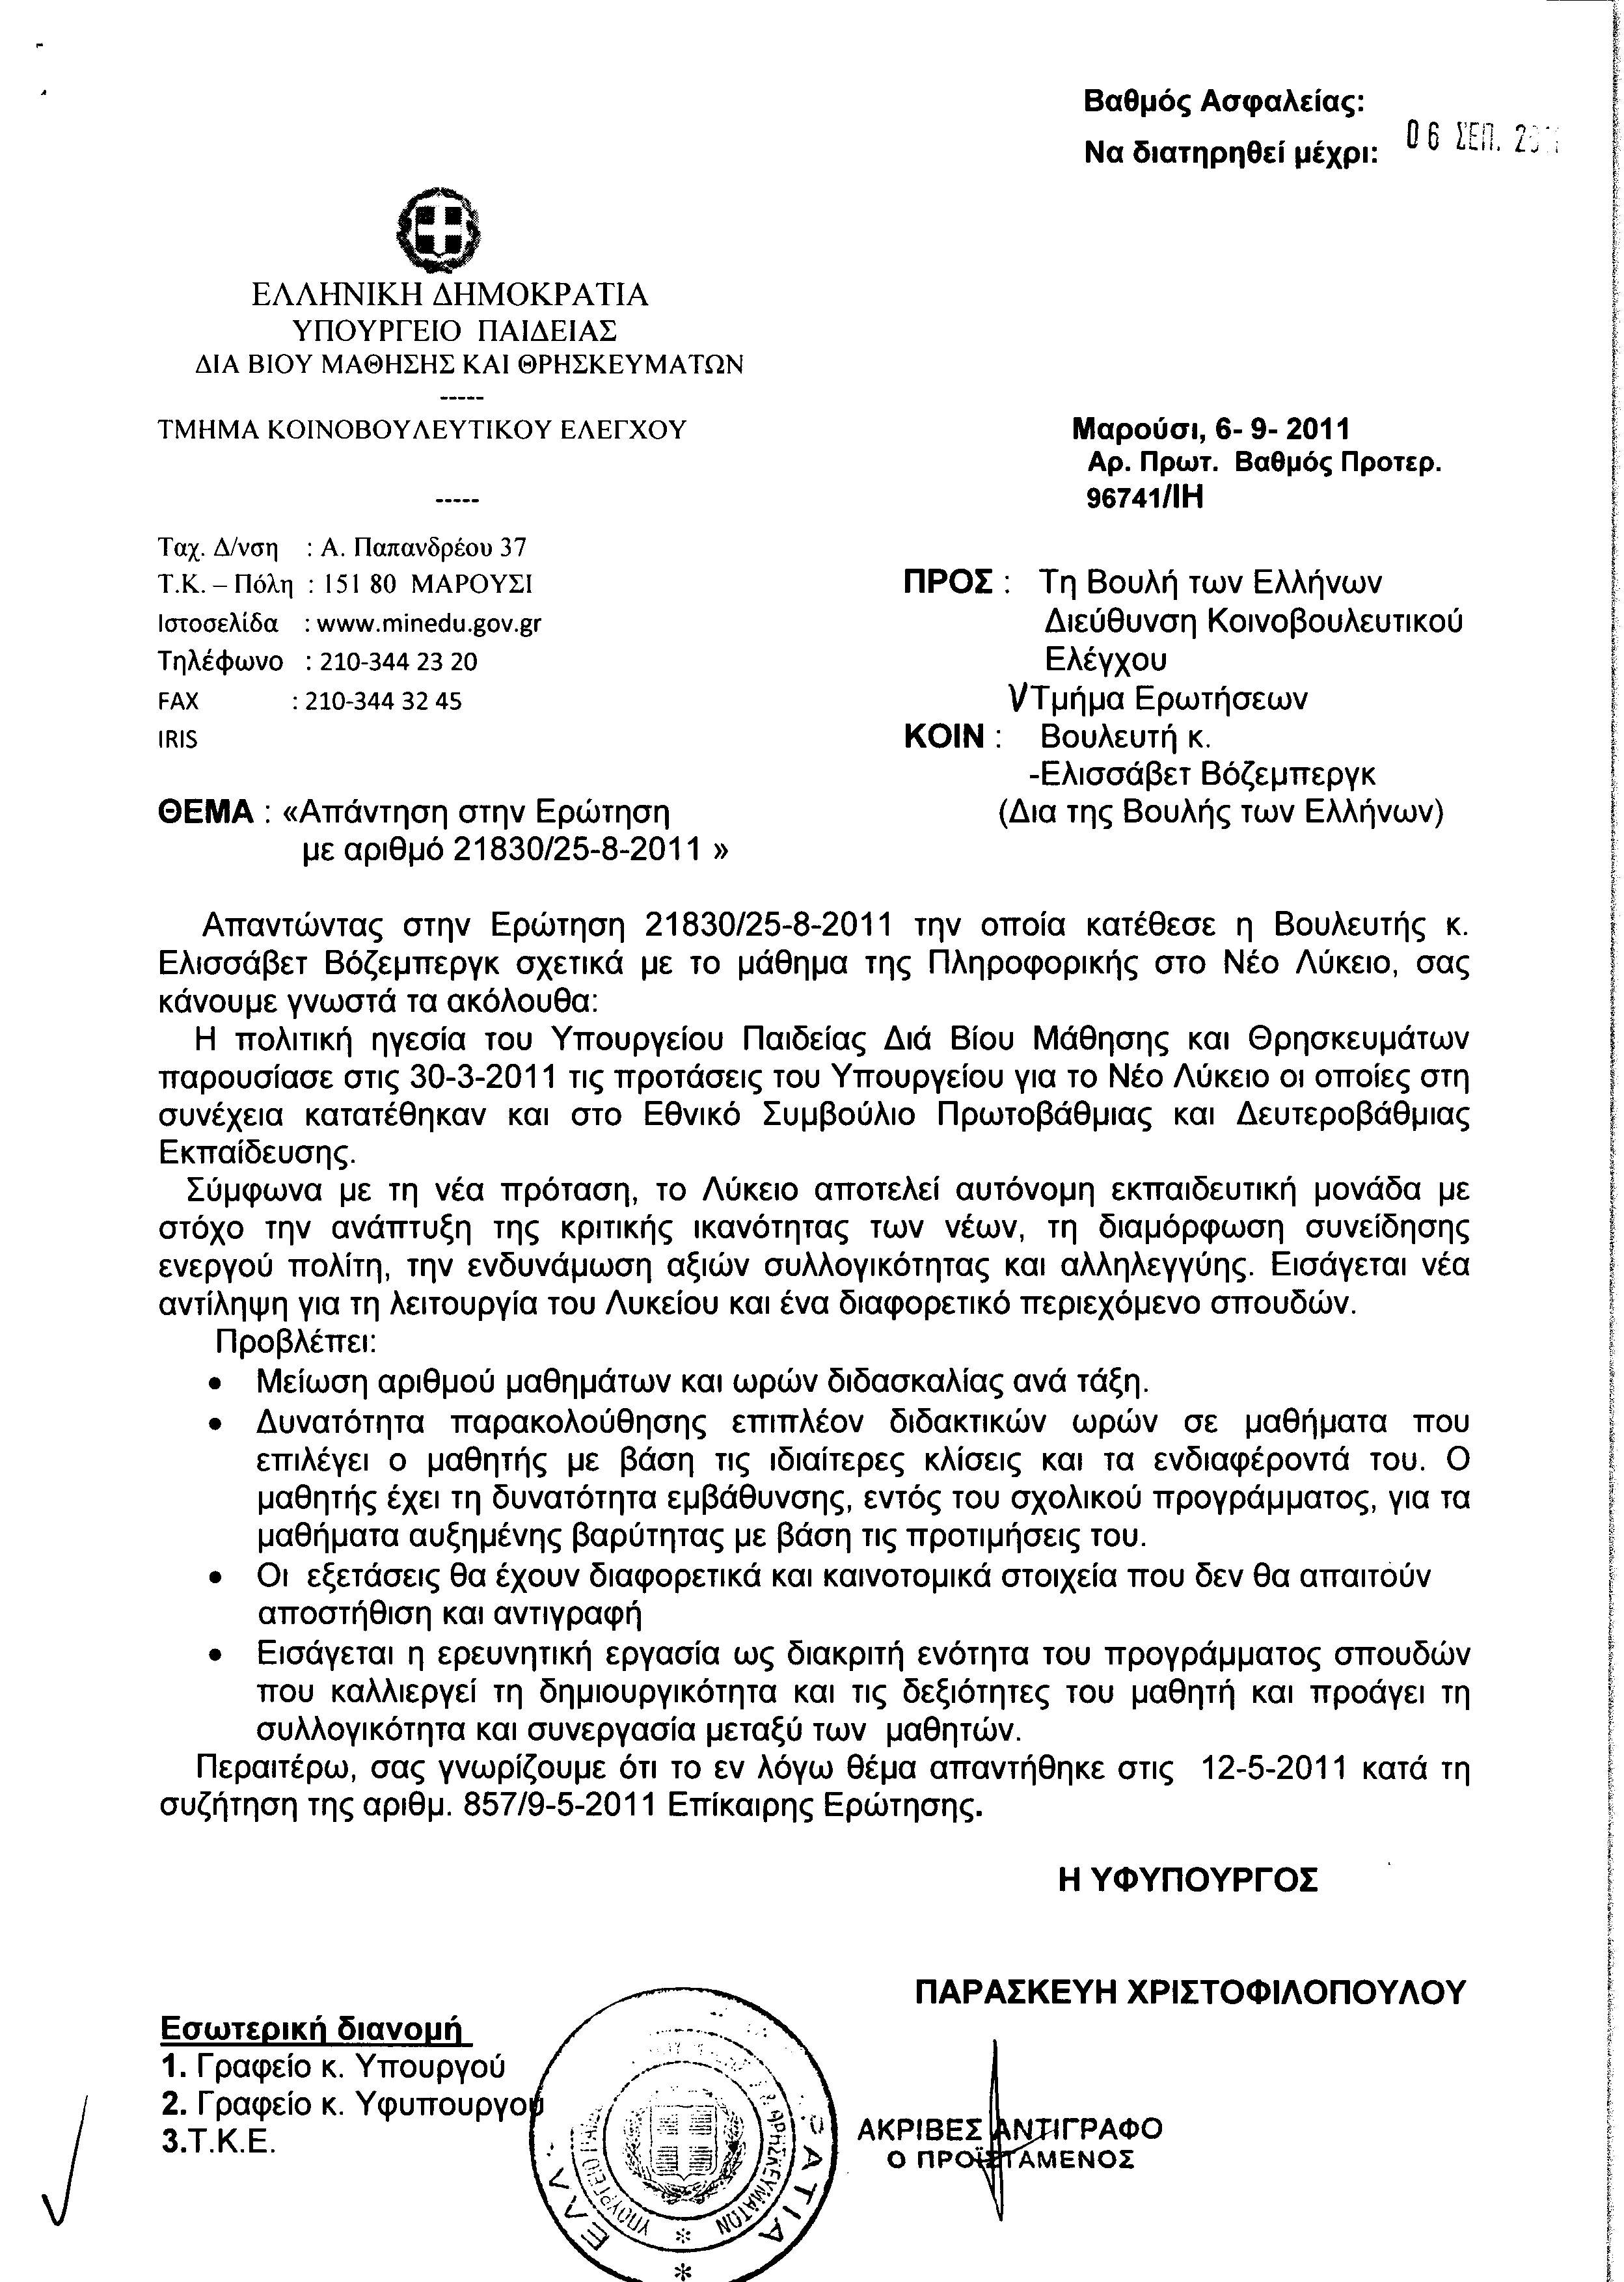 Βαθμός Ασφαλείας:
Να διατηρηθεί μέχρι:
06 ΣΕΠ.
ΕΛΛΗΝΙΚΗ ΔΗΜΟΚΡΑΤΙΑ
ΥΠΟΥΡΓΕΙΟ ΠΑΙΔΕΙΑΣ
ΔΙΑ ΒΙΟΥ ΜΑΘΗΣΗΣ ΚΑΙ ΘΡΗΣΚΕΥΜΑΤΩΝ
-----
ΤΜΗΜΑ ΚΟΙΝΟΒΟΥΛΕΥΤΙΚΟΥ ΕΛΕΓΧΟΥ
-----
Μαρούσι, 6- 9- 2011
Αρ. Πρωτ. Βαθμός Προτερ.
96741/ΙΗ
Ταχ. Δ/νση : Α. Παπανδρέου 37
Τ.Κ. – Πόλη : 151 80 ΜΑΡΟΥΣΙ
Ιστοσελίδα : www.minedu.gov.gr
Τηλέφωνο : 210-344 23 20
FAX : 210-344 32 45
IRIS
ΠΡΟΣ : Τη Βουλή των Ελλήνων
Διεύθυνση Κοινοβουλευτικού
Ελέγχου
Τμήμα Ερωτήσεων
ΚΟΙΝ : Βουλευτή κ.
-Ελισσάβετ Βόζεμπεργκ
(Δια της Βουλής των Ελλήνων)
ΘΕΜΑ : «Απάντηση στην Ερώτηση
με αριθμό 21830/25-8-2011 »
Απαντώντας στην Ερώτηση 21830/25-8-2011 την οποία κατέθεσε η Βουλευτής κ.
Ελισσάβετ Βόζεμπεργκ σχετικά με το μάθημα της Πληροφορικής στο Νέο Λύκειο, σας
κάνουμε γνωστά τα ακόλουθα:
Η πολιτική ηγεσία του Υπουργείου Παιδείας Διά Βίου Μάθησης και Θρησκευμάτων
παρουσίασε στις 30-3-2011 τις προτάσεις του Υπουργείου για το Νέο Λύκειο οι οποίες στη
συνέχεια κατατέθηκαν και στο Εθνικό Συμβούλιο Πρωτοβάθμιας και Δευτεροβάθμιας
Εκπαίδευσης.
Σύμφωνα με τη νέα πρόταση, το Λύκειο αποτελεί αυτόνομη εκπαιδευτική μονάδα με
στόχο την ανάπτυξη της κριτικής ικανότητας των νέων, τη διαμόρφωση συνείδησης
ενεργού πολίτη, την ενδυνάμωση αξιών συλλογικότητας και αλληλεγγύης. Εισάγεται νέα
αντίληψη για τη λειτουργία του Λυκείου και ένα διαφορετικό περιεχόμενο σπουδών.
Προβλέπει:
• Μείωση αριθμού μαθημάτων και ωρών διδασκαλίας ανά τάξη.
• Δυνατότητα παρακολούθησης επιπλέον διδακτικών ωρών σε μαθήματα που
επιλέγει ο μαθητής με βάση τις ιδιαίτερες κλίσεις και τα ενδιαφέροντά του. Ο
μαθητής έχει τη δυνατότητα εμβάθυνσης, εντός του σχολικού προγράμματος, για τα
μαθήματα αυξημένης βαρύτητας με βάση τις προτιμήσεις του.
• Οι εξετάσεις θα έχουν διαφορετικά και καινοτομικά στοιχεία που δεν θα απαιτούν
αποστήθιση και αντιγραφή
• Εισάγεται η ερευνητική εργασία ως διακριτή ενότητα του προγράμματος σπουδών
που καλλιεργεί τη δημιουργικότητα και τις δεξιότητες του μαθητή και προάγει τη
συλλογικότητα και συνεργασία μεταξύ των μαθητών.
Περαιτέρω, σας γνωρίζουμε ότι το εν λόγω θέμα απαντήθηκε στις 12-5-2011 κατά τη
συζήτηση της αριθμ. 857/9-5-2011 Επίκαιρης Ερώτησης.
Η ΥΦΥΠΟΥΡΓΟΣ
ΠΑΡΑΣΚΕΥΗ ΧΡΙΣΤΟΦΙΛΟΠΟΥΛΟΥ
Εσωτερική διανομή
1. Γραφείο κ. Υπουργού
2. Γραφείο κ. Υφυπουργού
3.Τ.Κ.Ε.
ΑΚΡΙΒΕΣ ΑΝΤΙΓΡΑΦΟ
Ο ΠΡΟΪΣΤΑΜΕΝΟΣ